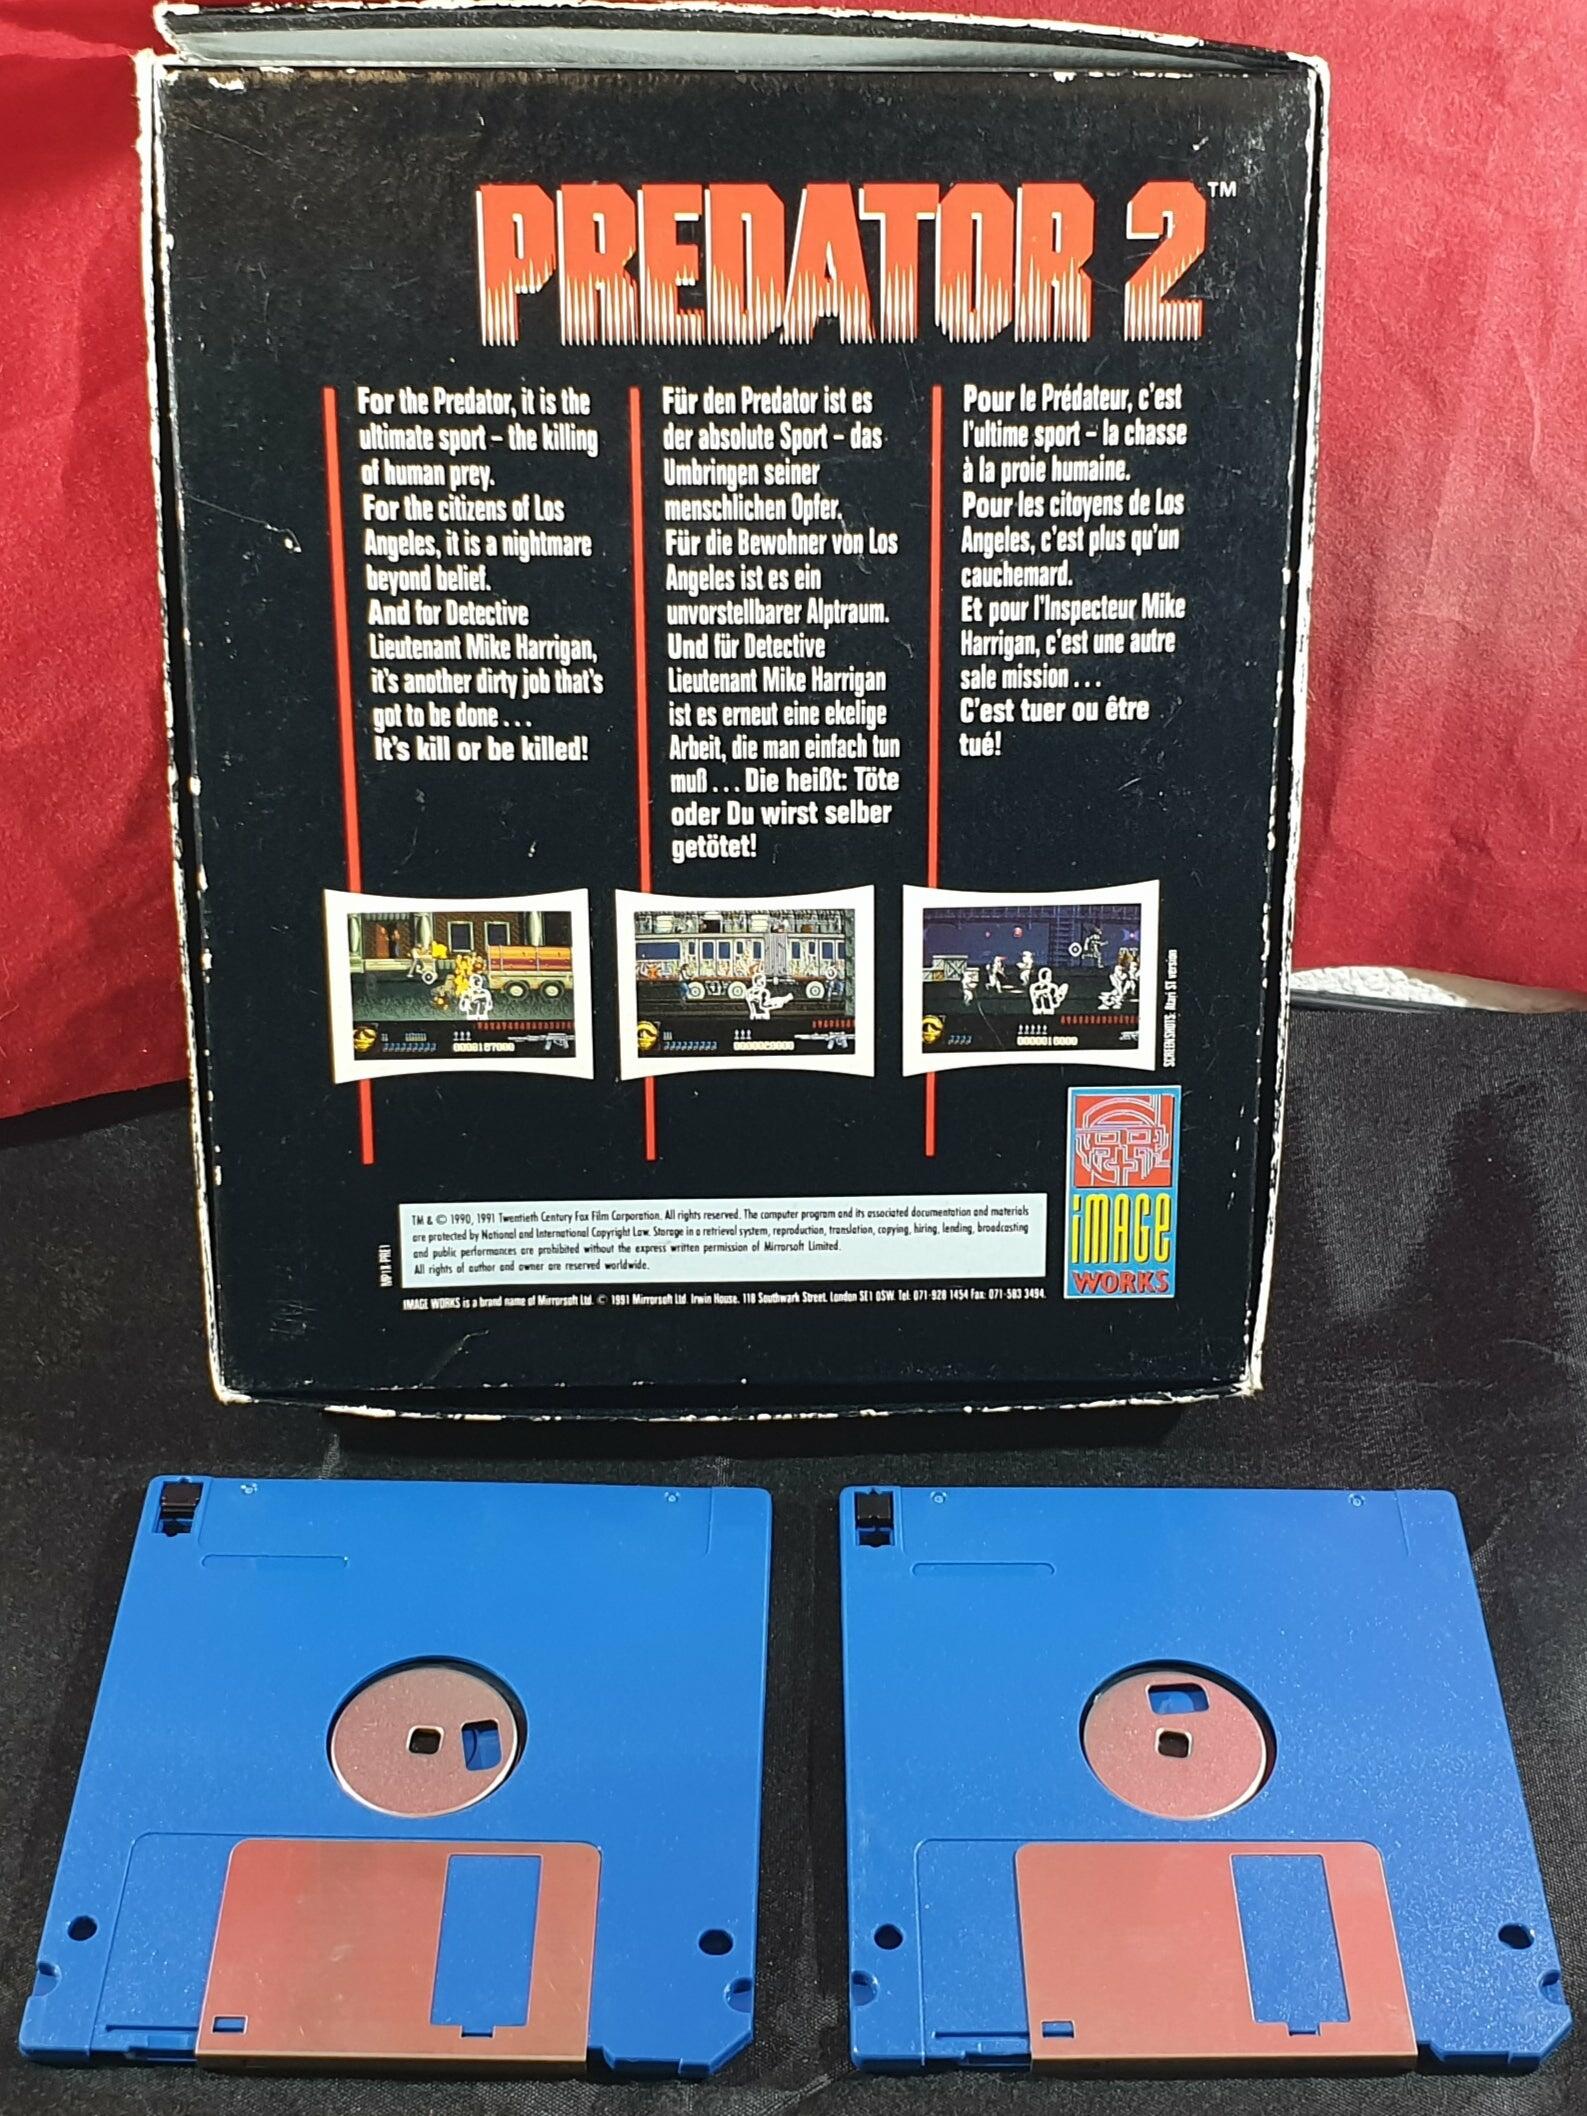 PREDATOR 2™
For the Predator, it is the
ultimate sport – the killing
of human prey.
For the citizens of Los
Angeles, it is a nightmare
beyond belief.
And for Detective
Lieutenant Mike Harrigan,
it's another dirty job that's
got to be done . . .
It's kill or be killed!
Für den Predator ist es
der absolute Sport – das
Umbringen seiner
menschlichen Opfer.
Für die Bewohner von Los
Angeles ist es ein
unvorstellbarer Alptraum.
Und für Detective
Lieutenant Mike Harrigan
ist es erneut eine ekelige
Arbeit, die man einfach tun
muß . . . Die heißt: Töte
oder Du wirst selber
getötet!
Pour le Prédateur, c'est
l'ultime sport – la chasse
à la proie humaine.
Pour les citoyens de Los
Angeles, c'est plus qu'un
cauchemard.
Et pour l'Inspecteur Mike
Harrigan, c'est une autre
sale mission . . .
C'est tuer ou être
tué!
0000187000
0000010000
SCREENSHOTS: Atari ST version
iMAGE
WORKS
TM & © 1990, 1991 Twentieth Century Fox Film Corporation. All rights reserved. The computer program and its associated documentation and materials
are protected by National and International Copyright Law. Storage in a retrieval system, reproduction, translation, copying, hiring, lending, broadcasting
and public performances are prohibited without the express written permission of Mirrorsoft Limited.
All rights of author and owner are reserved worldwide.
IMAGE WORKS is a brand name of Mirrorsoft Ltd. © 1991 Mirrorsoft Ltd. Irwin House. 118 Southwark Street. London SE1 0SW. Tel: 071-928 1454 Fax: 071-583 3494.